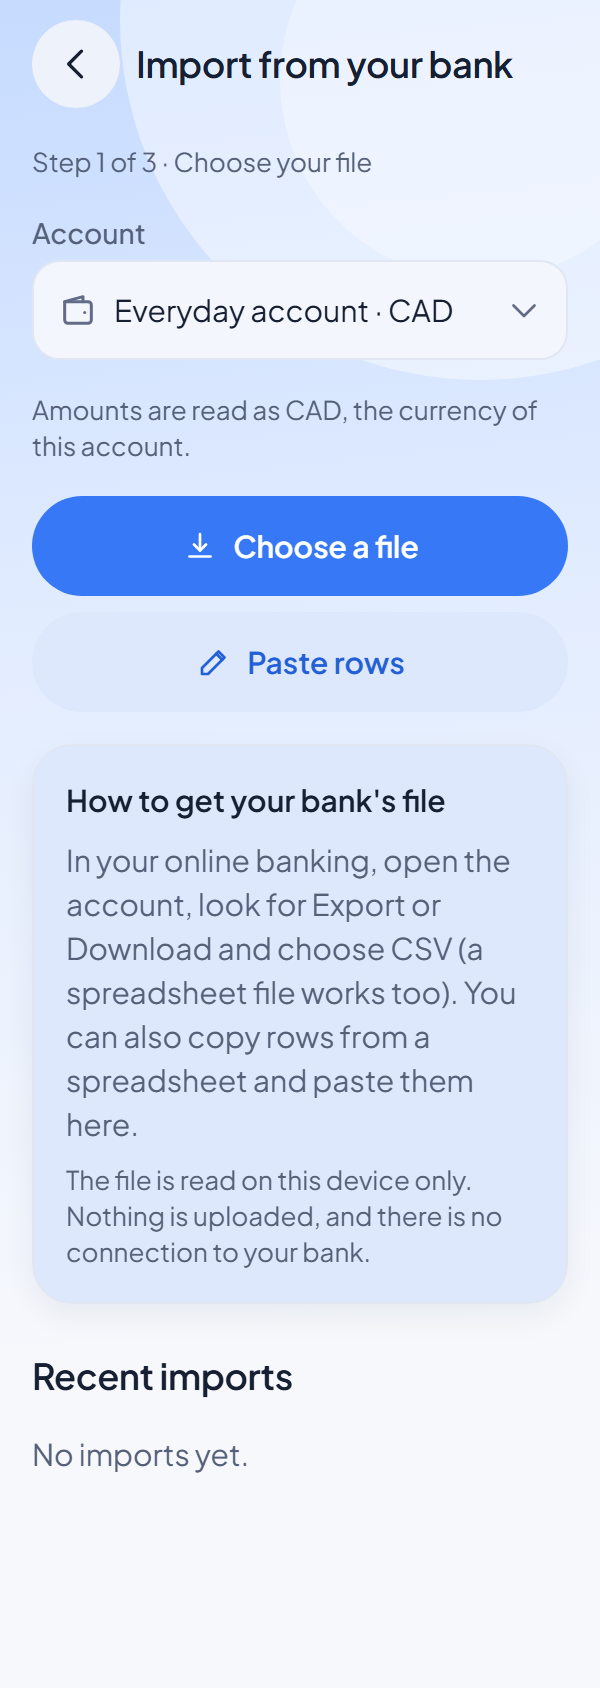 Import from your bank
Step 1 of 3 · Choose your file
Account
Everyday account · CAD
Amounts are read as CAD, the currency of
this account.
Choose a file
Paste rows
How to get your bank's file
In your online banking, open the
account, look for Export or
Download and choose CSV (a
spreadsheet file works too). You
can also copy rows from a
spreadsheet and paste them
here.
The file is read on this device only.
Nothing is uploaded, and there is no
connection to your bank.
Recent imports
No imports yet.